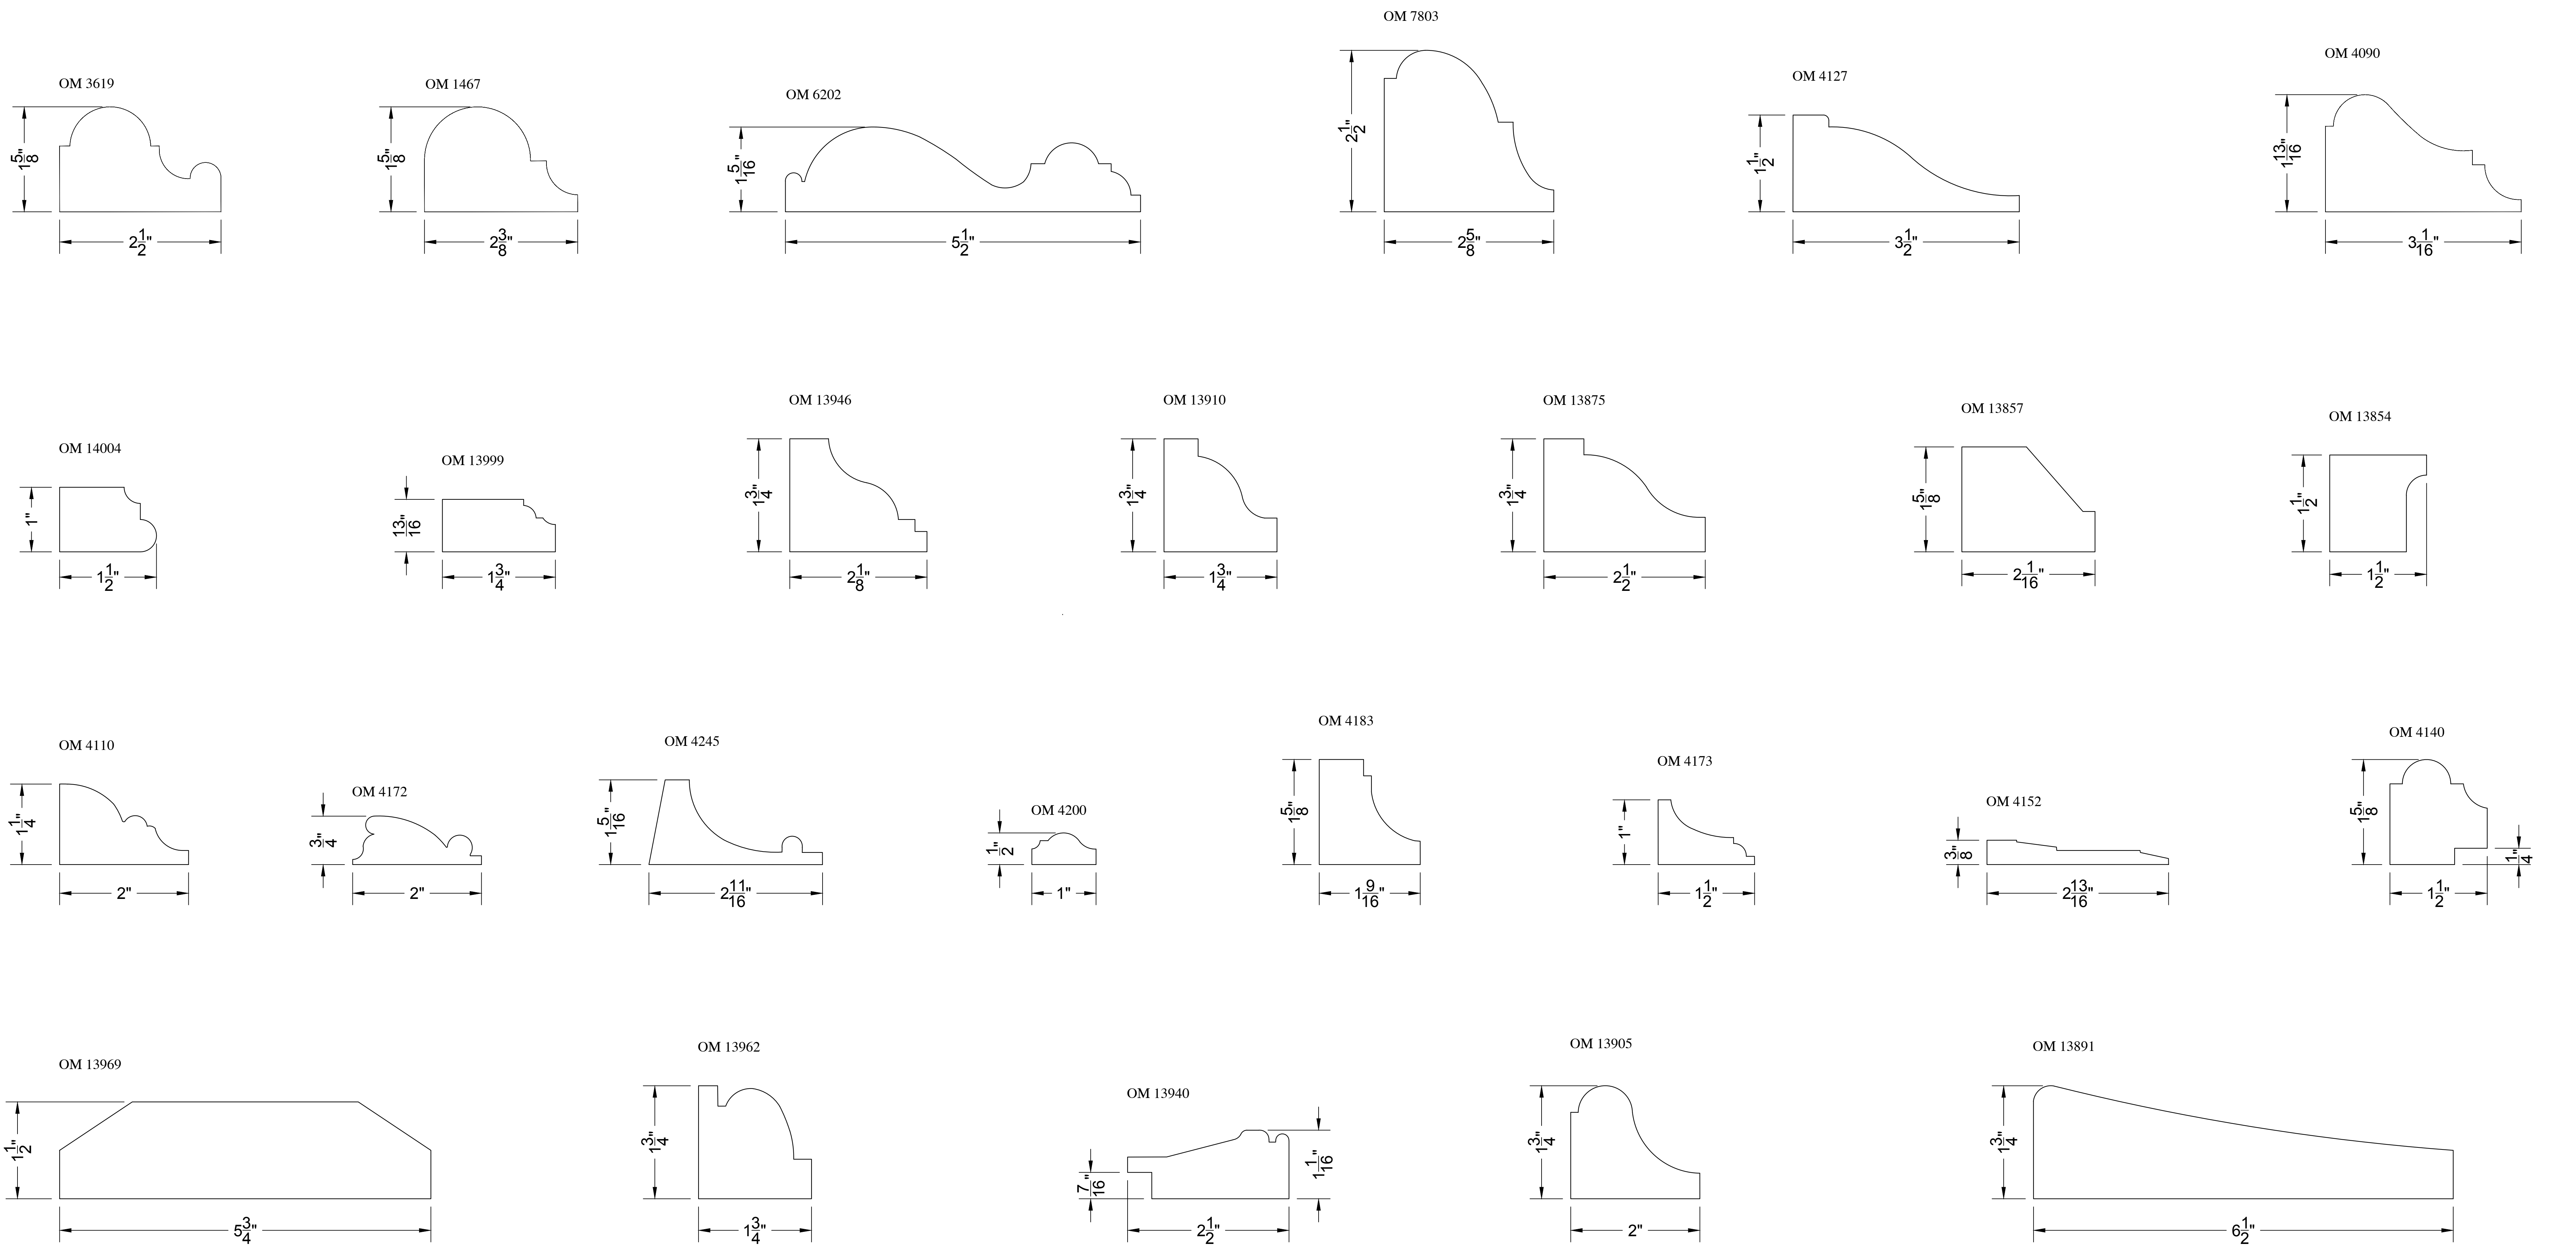 OM 3619
1 5/8"
2 1/2"
OM 1467
1 5/8"
2 3/8"
OM 6202
1 5/16"
5 1/2"
OM 7803
2 1/2"
2 5/8"
OM 4127
1 1/2"
3 1/2"
OM 4090
1 13/16"
3 1/16"
OM 14004
1"
1 1/2"
OM 13999
13/16"
1 3/4"
OM 13946
1 3/4"
2 1/8"
OM 13910
1 3/4"
1 3/4"
OM 13875
1 3/4"
2 1/2"
OM 13857
1 5/8"
2 1/16"
OM 13854
1 1/2"
1 1/2"
OM 4110
1 1/4"
2"
OM 4172
3/4"
2"
OM 4245
1 5/16"
2 11/16"
OM 4200
1/2"
1"
OM 4183
1 5/8"
1 9/16"
OM 4173
1"
1 1/2"
OM 4152
3/8"
2 13/16"
OM 4140
1 5/8"
1/4"
1 1/2"
OM 13969
1 1/2"
5 3/4"
OM 13962
1 3/4"
1 3/4"
OM 13940
7/16"
1 1/16"
2 1/2"
OM 13905
1 3/4"
2"
OM 13891
1 3/4"
6 1/2"